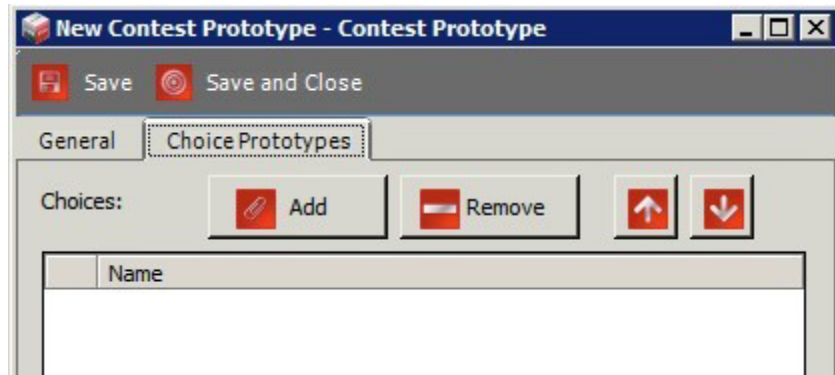 New Contest Prototype - Contest Prototype
Save Save and Close
General Choice Prototypes
Choices: Add Remove
Name